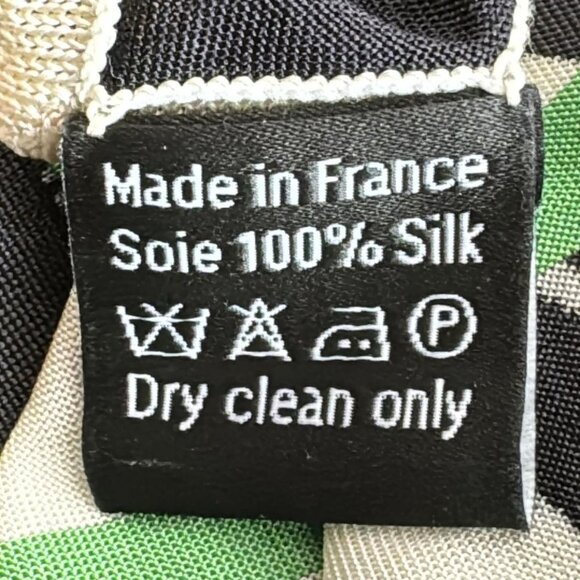 Made in France
Soie 100% Silk
P
Dry clean only